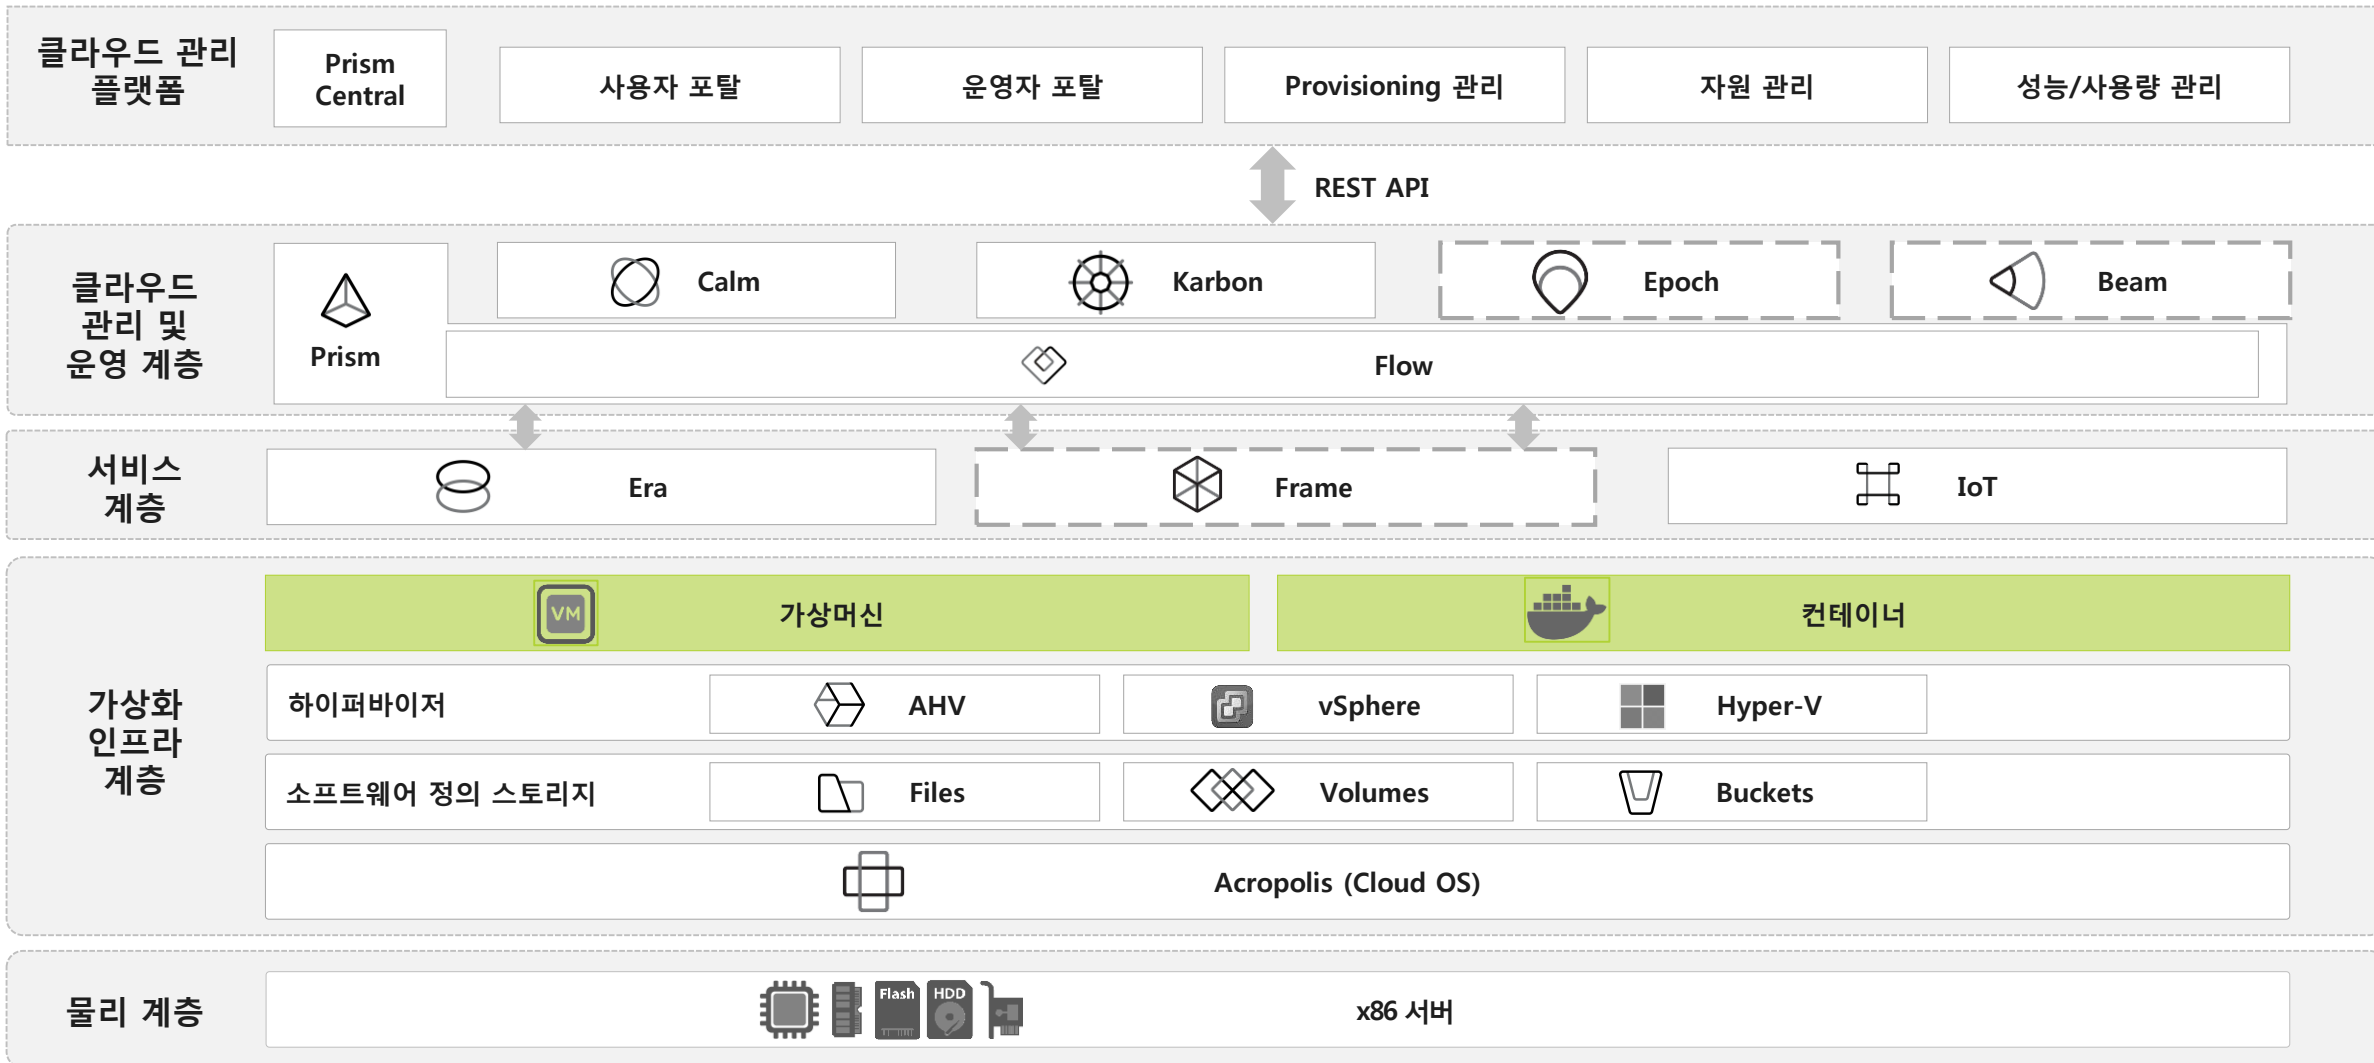 클라우드 관리
플랫폼
Prism
Central
사용자 포탈
운영자 포탈
Provisioning 관리
자원 관리
성능/사용량 관리
REST API
클라우드
관리 및
운영 계층
Prism
Calm
Karbon
Epoch
Beam
Flow
서비스
계층
Era
Frame
IoT
가상화
인프라
계층
VM
가상머신
컨테이너
하이퍼바이저
AHV
vSphere
Hyper-V
소프트웨어 정의 스토리지
Files
Volumes
Buckets
Acropolis (Cloud OS)
물리 계층
Flash
HDD
x86 서버